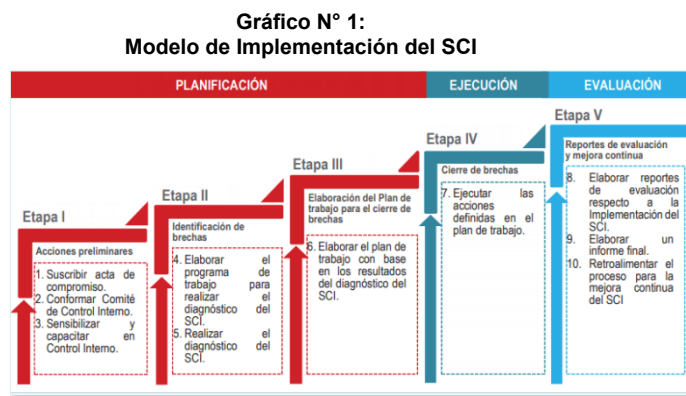 Gráfico N° 1:
Modelo de Implementación del SCI
PLANIFICACIÓN
EJECUCIÓN
EVALUACIÓN
Etapa I
Acciones preliminares
1. Suscribir acta de
compromiso.
2. Conformar Comité
de Control Interno.
3. Sensibilizar y
capacitar en
Control Interno.
Etapa II
Identificación de
brechas
4. Elaborar el
programa de
trabajo para
realizar el
diagnóstico del
SCI.
5. Realizar el
diagnóstico del
SCI.
Etapa III
Elaboración del Plan de
trabajo para el cierre de
brechas
6. Elaborar el plan de
trabajo con base
en los resultados
del diagnóstico del
SCI.
Etapa IV
Cierre de brechas
7. Ejecutar las
acciones
definidas en el
plan de trabajo.
Etapa V
Reportes de evaluación
y mejora continua
8. Elaborar reportes
de evaluación
respecto a la
Implementación del
SCI.
9. Elaborar un
informe final.
10. Retroalimentar el
proceso para la
mejora continua
del SCI